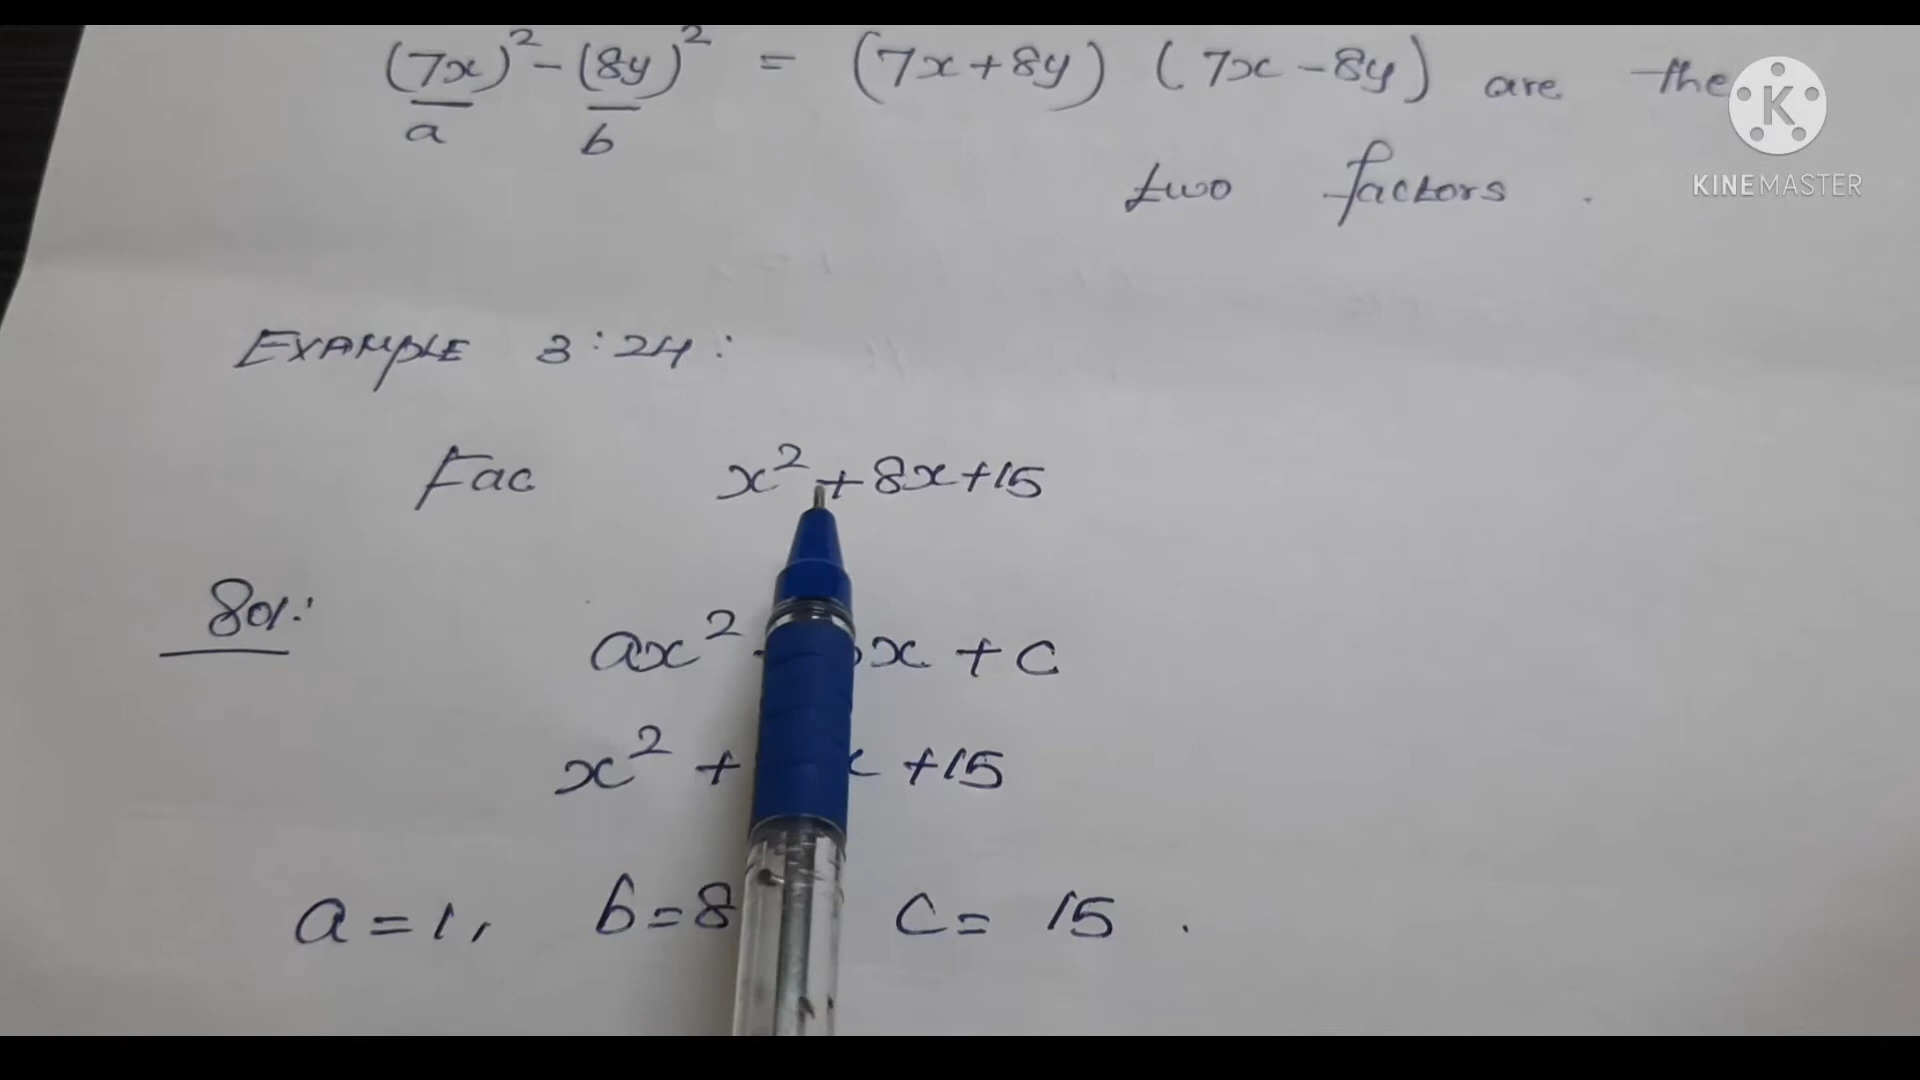 (7x)² - (8y)² = (7x+8y) (7x-8y) are the
a b
two factors .
KINEMASTER
EXAMPLE 3:24:
Fac x² + 8x + 15
Sol:
ax² x + c
x² + x + 15
a = 1, b = 8 c = 15 .